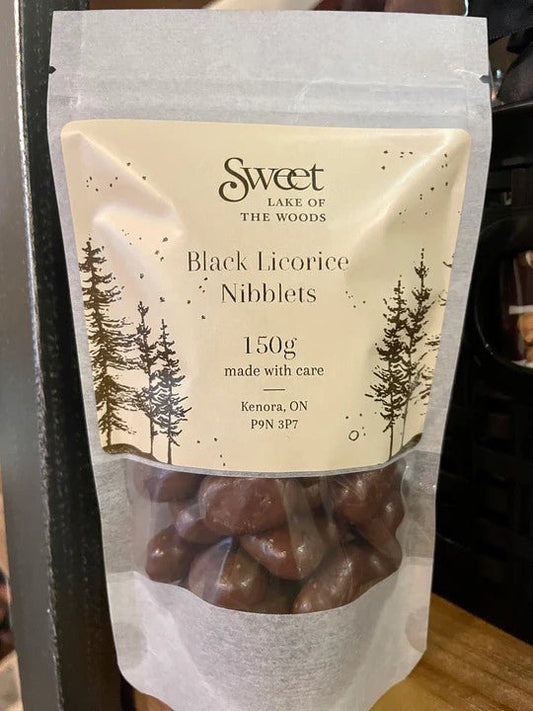 Sweet
LAKE OF
THE WOODS
Black Licorice
Nibblets
150g
made with care
Kenora, ON
P9N 3P7